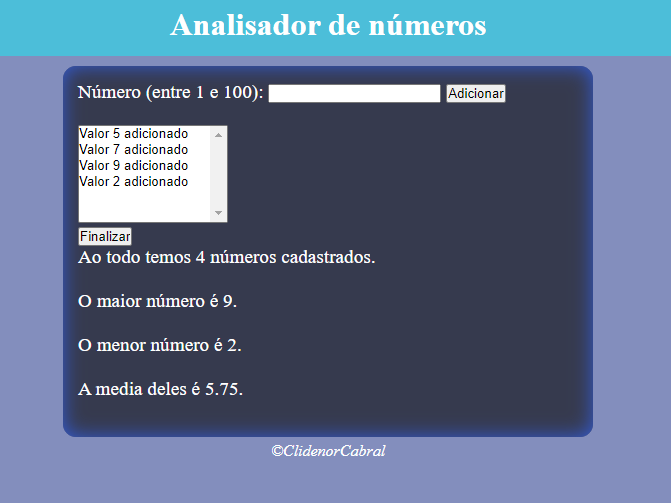 Analisador de números
Número (entre 1 e 100): Adicionar
Valor 5 adicionado
Valor 7 adicionado
Valor 9 adicionado
Valor 2 adicionado
Finalizar
Ao todo temos 4 números cadastrados.
O maior número é 9.
O menor número é 2.
A media deles é 5.75.
©ClidenorCabral